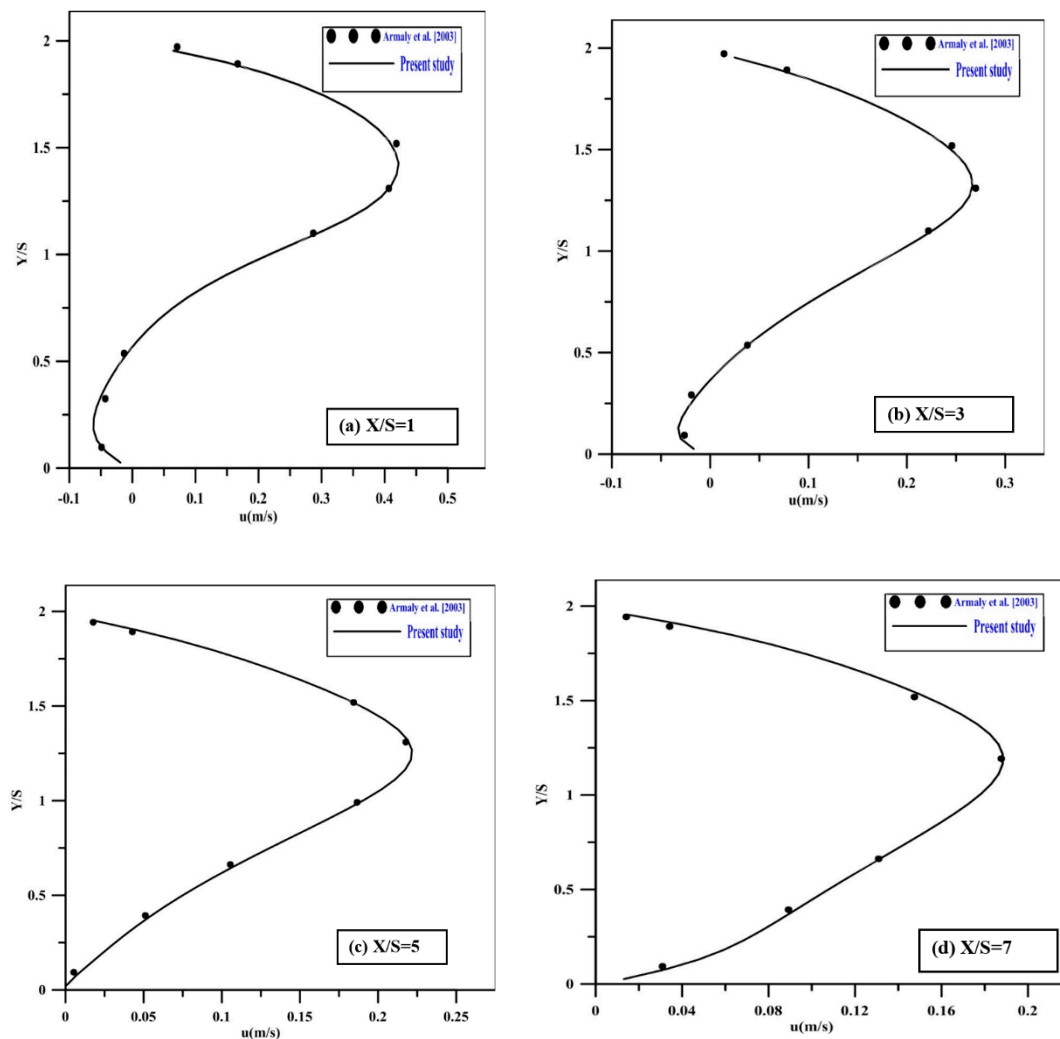 2
1.5
Y/S
1
0.5
0
-0.1 0 0.1 0.2 0.3 0.4 0.5
u(m/s)
Armaly et al. [2003]
Present study
(a) X/S=1
2
1.5
Y/S
1
0.5
0
-0.1 0 0.1 0.2 0.3
u(m/s)
Armaly et al. [2003]
Present study
(b) X/S=3
2
1.5
Y/S
1
0.5
0
0 0.05 0.1 0.15 0.2 0.25
u(m/s)
Armaly et al. [2003]
Present study
(c) X/S=5
2
1.5
Y/S
1
0.5
0
0 0.04 0.08 0.12 0.16 0.2
u(m/s)
Armaly et al. [2003]
Present study
(d) X/S=7